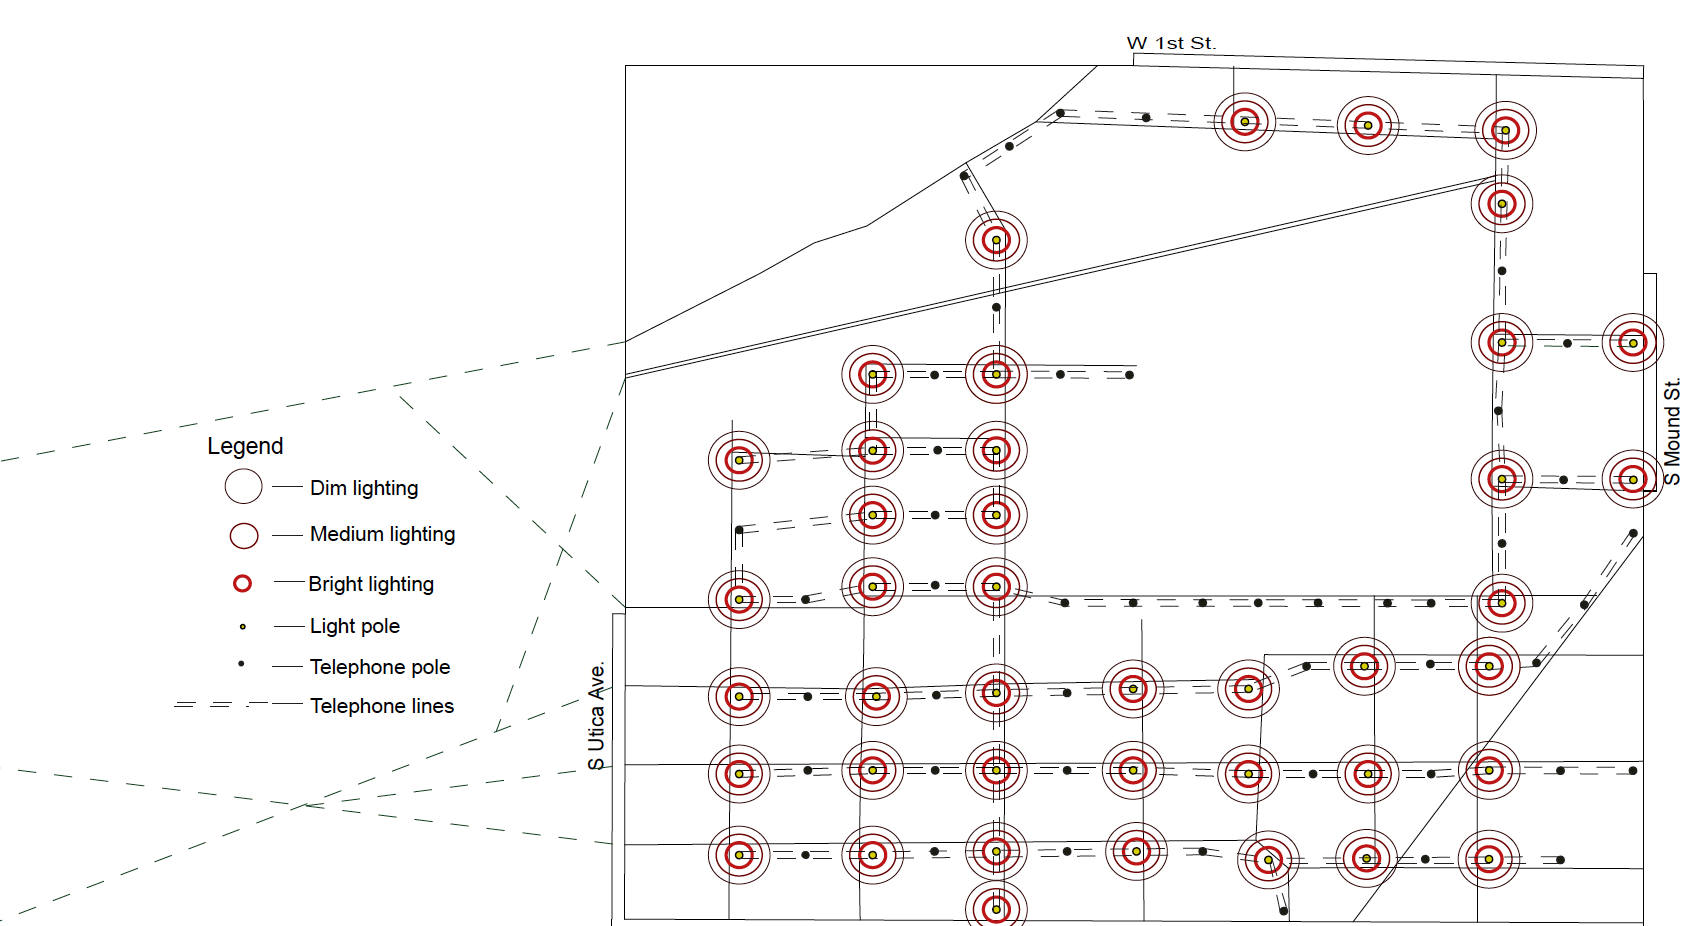 W 1st St.
S Mound St.
Legend
Dim lighting
Medium lighting
Bright lighting
Light pole
Telephone pole
Telephone lines
S Utica Ave.